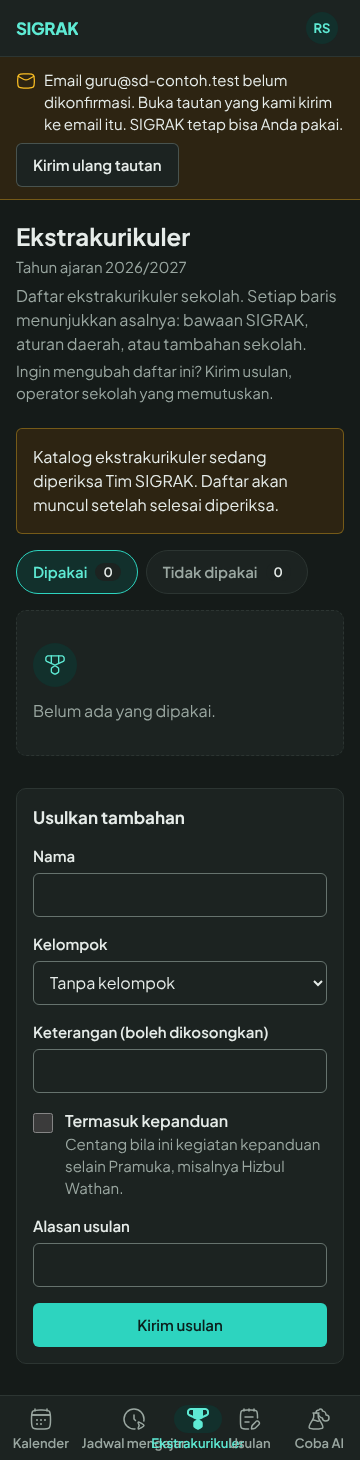 SIGRAK
RS
Email guru@sd-contoh.test belum
dikonfirmasi. Buka tautan yang kami kirim
ke email itu. SIGRAK tetap bisa Anda pakai.
Kirim ulang tautan
Ekstrakurikuler
Tahun ajaran 2026/2027
Daftar ekstrakurikuler sekolah. Setiap baris
menunjukkan asalnya: bawaan SIGRAK,
aturan daerah, atau tambahan sekolah.
Ingin mengubah daftar ini? Kirim usulan,
operator sekolah yang memutuskan.
Katalog ekstrakurikuler sedang
diperiksa Tim SIGRAK. Daftar akan
muncul setelah selesai diperiksa.
Dipakai 0
Tidak dipakai 0
Belum ada yang dipakai.
Usulkan tambahan
Nama
Kelompok
Tanpa kelompok
Keterangan (boleh dikosongkan)
Termasuk kepanduan
Centang bila ini kegiatan kepanduan
selain Pramuka, misalnya Hizbul
Wathan.
Alasan usulan
Kirim usulan
Kalender
Jadwal mengajar
Ekstrakurikuler
Usulan
Coba AI